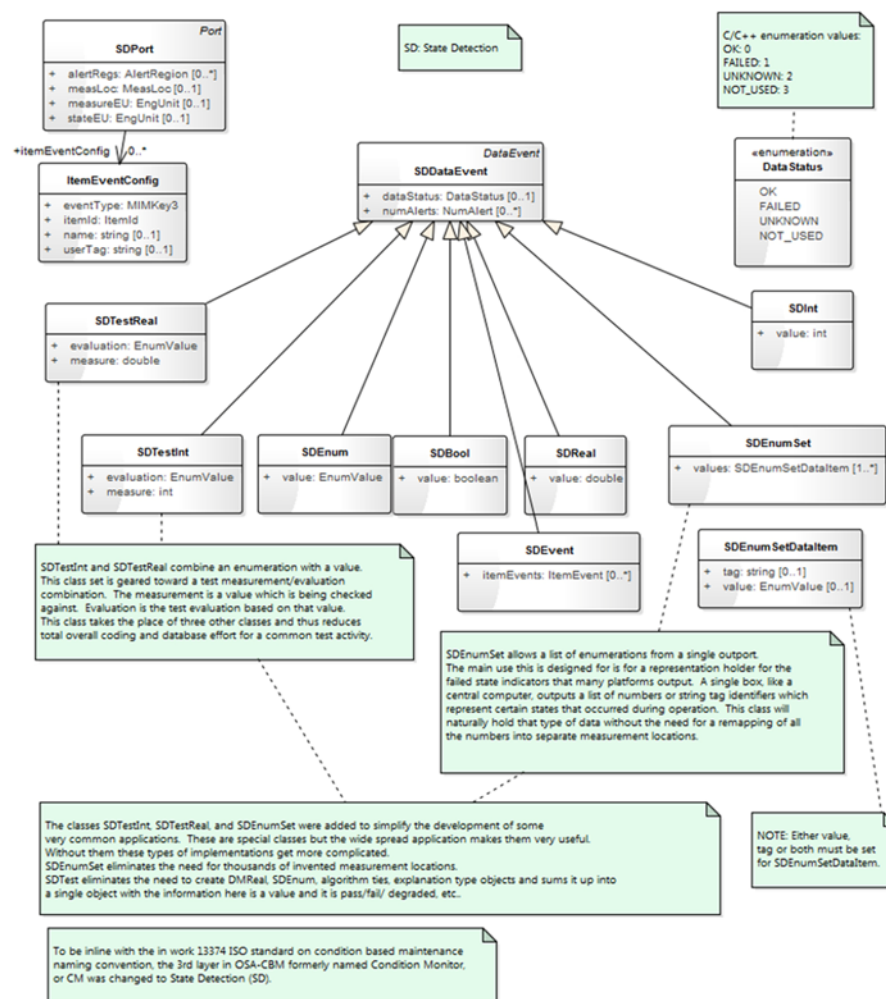 Port
SDPort
+ alertRegs: AlertRegion [0..*]
+ measLoc: MeasLoc [0..1]
+ measureEU: EngUnit [0..1]
+ stateEU: EngUnit [0..1]
SD: State Detection
C/C++ enumeration values:
OK: 0
FAILED: 1
UNKNOWN: 2
NOT_USED: 3
+itemEventConfig 0..*
ItemEventConfig
+ eventType: MIMKey3
+ itemId: ItemId
+ name: string [0..1]
+ userTag: string [0..1]
DataEvent
SDDataEvent
+ dataStatus: DataStatus [0..1]
+ numAlerts: NumAlert [0..*]
«enumeration»
DataStatus
OK
FAILED
UNKNOWN
NOT_USED
SDTestReal
+ evaluation: EnumValue
+ measure: double
SDInt
+ value: int
SDTestInt
+ evaluation: EnumValue
+ measure: int
SDEnum
+ value: EnumValue
SDBool
+ value: boolean
SDReal
+ value: double
SDEnumSet
+ values: SDEnumSetDataItem [1..*]
SDEvent
+ itemEvents: ItemEvent [0..*]
SDEnumSetDataItem
+ tag: string [0..1]
+ value: EnumValue [0..1]
SDTestInt and SDTestReal combine an enumeration with a value.
This class set is geared toward a test measurement/evaluation
combination. The measurement is a value which is being checked
against. Evaluation is the test evaluation based on that value.
This class takes the place of three other classes and thus reduces
total overall coding and database effort for a common test activity.
SDEnumSet allows a list of enumerations from a single outport.
The main use this is designed for is for a representation holder for the
failed state indicators that many platforms output. A single box, like a
central computer, outputs a list of numbers or string tag identifiers which
represent certain states that occurred during operation. This class will
naturally hold that type of data without the need for a remapping of all
the numbers into separate measurement locations.
The classes SDTestInt, SDTestReal, and SDEnumSet were added to simplify the development of some
very common applications. These are special classes but the wide spread application makes them very useful.
Without them these types of implementations get more complicated.
SDEnumSet eliminates the need for thousands of invented measurement locations.
SDTest eliminates the need to create DMReal, SDEnum, algorithm ties, explanation type objects and sums it up into
a single object with the information here is a value and it is pass/fail/ degraded, etc..
NOTE: Either value,
tag or both must be set
for SDEnumSetDataItem.
To be inline with the in work 13374 ISO standard on condition based maintenance
naming convention, the 3rd layer in OSA-CBM formerly named Condition Monitor,
or CM was changed to State Detection (SD).